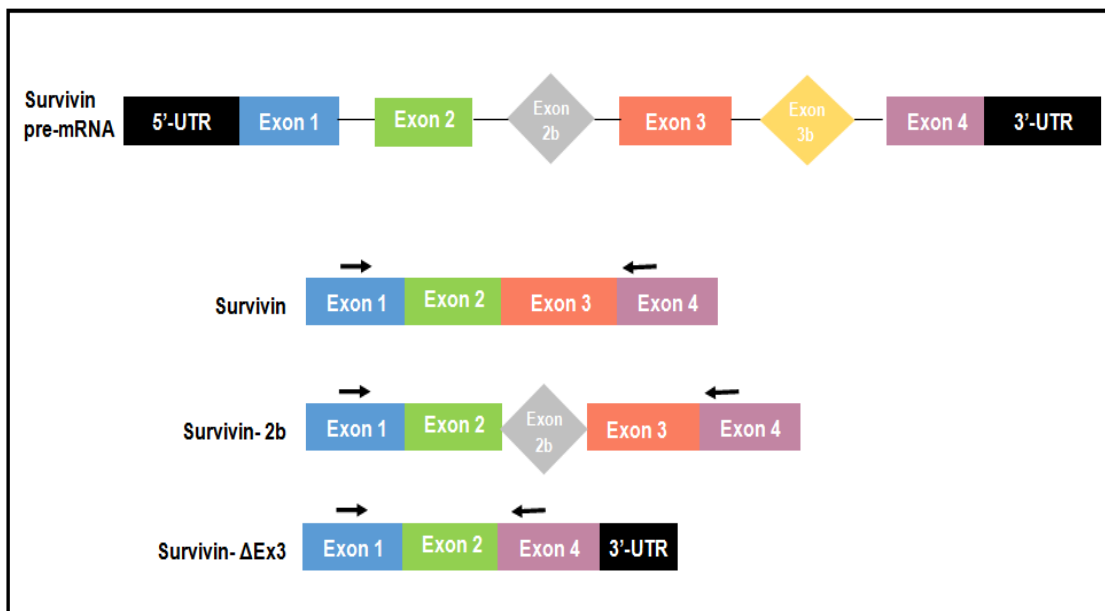 Survivin
pre-mRNA
5'-UTR
Exon 1
Exon 2
Exon
2b
Exon 3
Exon
3b
Exon 4
3'-UTR
Survivin
Exon 1
Exon 2
Exon 3
Exon 4
Survivin- 2b
Exon 1
Exon 2
Exon
2b
Exon 3
Exon 4
Survivin- ΔEx3
Exon 1
Exon 2
Exon 4
3'-UTR